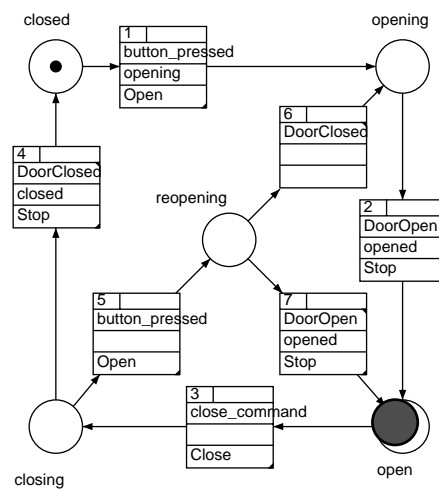 closed
opening
1
button_pressed
opening
Open
6
DoorClosed
4
DoorClosed
closed
Stop
reopening
2
DoorOpen
opened
Stop
5
button_pressed
Open
7
DoorOpen
opened
Stop
3
close_command
Close
closing
open